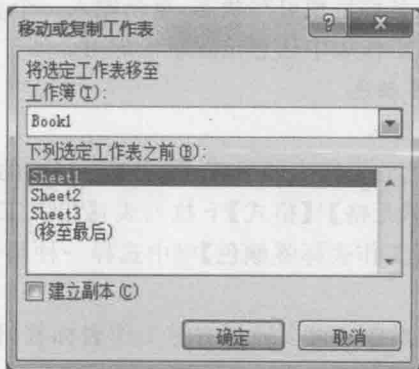 移动或复制工作表
将选定工作表移至
工作簿(T):
Book1
下列选定工作表之前(B):
Sheet1
Sheet2
Sheet3
(移至最后)
建立副本(C)
确定
取消